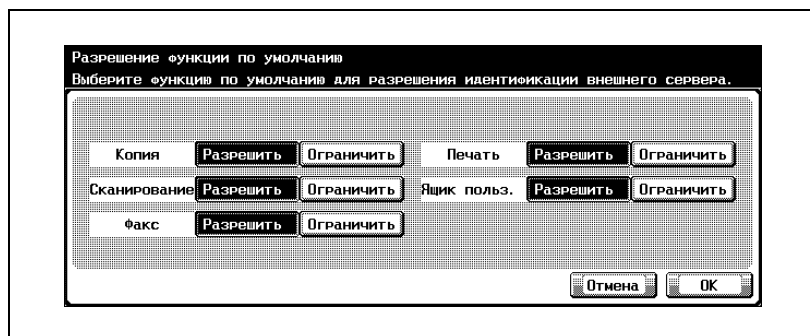 Разрешение функции по умолчанию
Выберите функцию по умолчанию для разрешения идентификации внешнего сервера.
Копия Разрешить Ограничить Печать Разрешить Ограничить
Сканирование Разрешить Ограничить Ящик польз. Разрешить Ограничить
Факс Разрешить Ограничить
Отмена OK